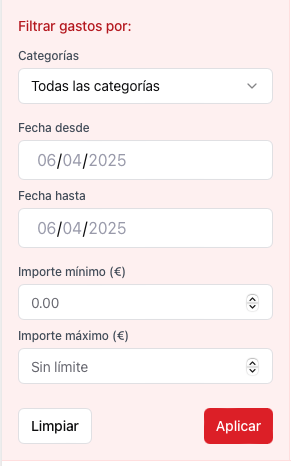 Filtrar gastos por:
Categorías
Todas las categorías
Fecha desde
06/04/2025
Fecha hasta
06/04/2025
Importe mínimo (€)
0.00
Importe máximo (€)
Sin límite
Limpiar
Aplicar